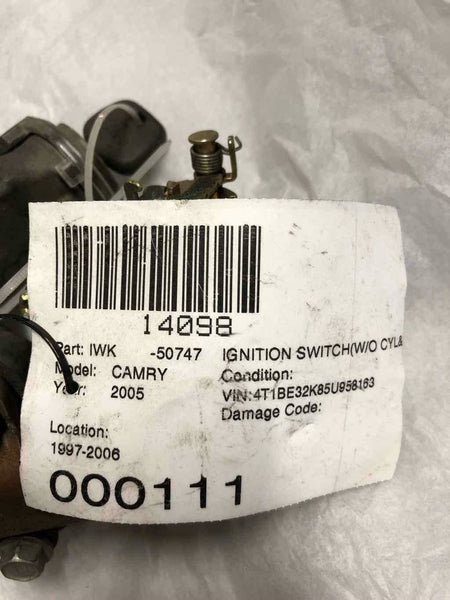 14098
Part: IWK -50747 IGNITION SWITCH(W/O CYL&
Model: CAMRY Condition:
Year: 2005 VIN:4T1BE32K85U958163
Damage Code:
Location:
1997-2006
000111